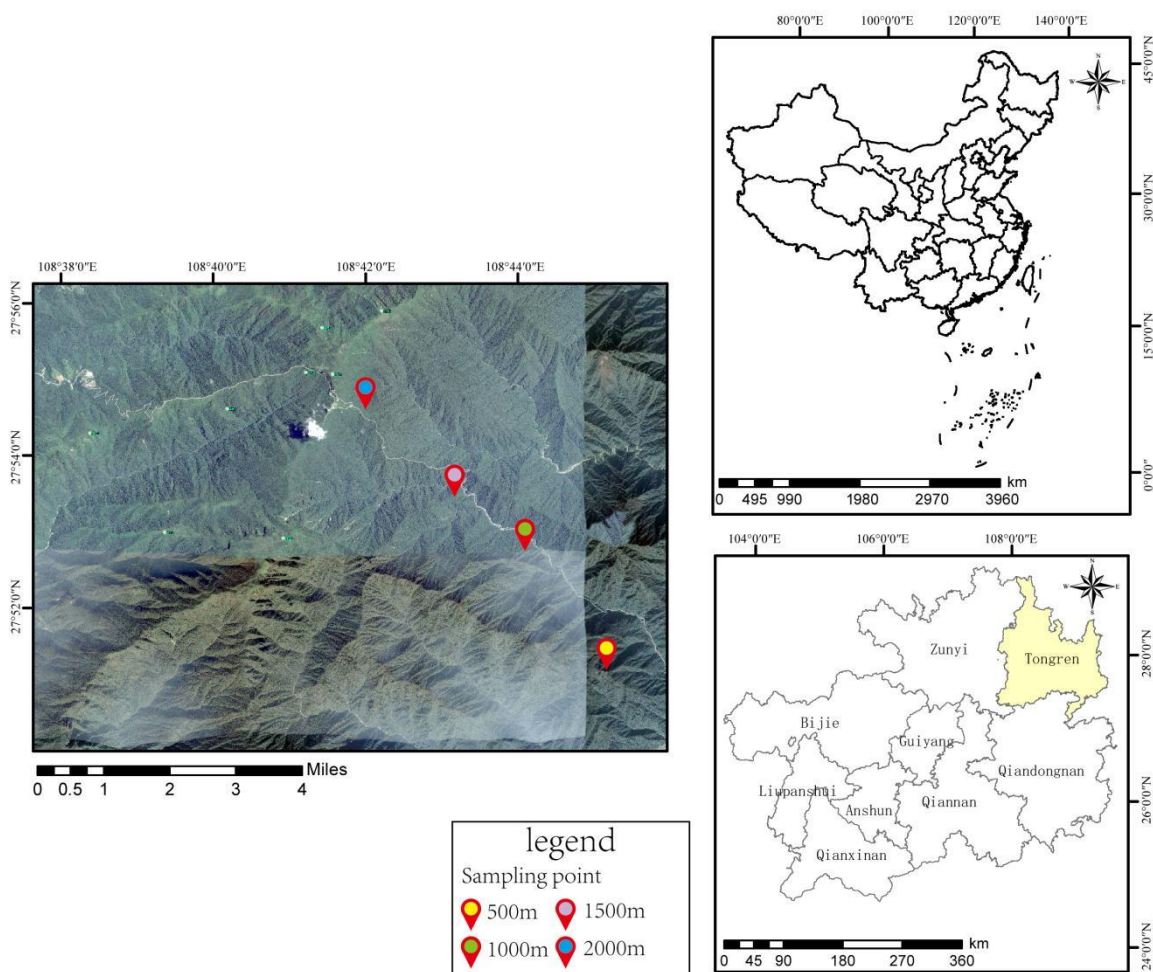 80°0'0"E 100°0'0"E 120°0'0"E 140°0'0"E
45°0'0"N
30°0'0"N
15°0'0"N
0°0'0"
N
W E
S
0 495 990 1980 2970 3960 km
108°38'0"E 108°40'0"E 108°42'0"E 108°44'0"E
27°56'0"N
27°54'0"N
27°52'0"N
0 0.5 1 2 3 4 Miles
104°0'0"E 106°0'0"E 108°0'0"E
28°0'0"N
26°0'0"N
24°0'0"N
N
W E
S
Zunyi
Tongren
Bijie
Guiyang
Qiandongnan
Liupanshui
Anshun
Qiannan
Qianxinan
0 45 90 180 270 360 km
legend
Sampling point
500m 1500m
1000m 2000m